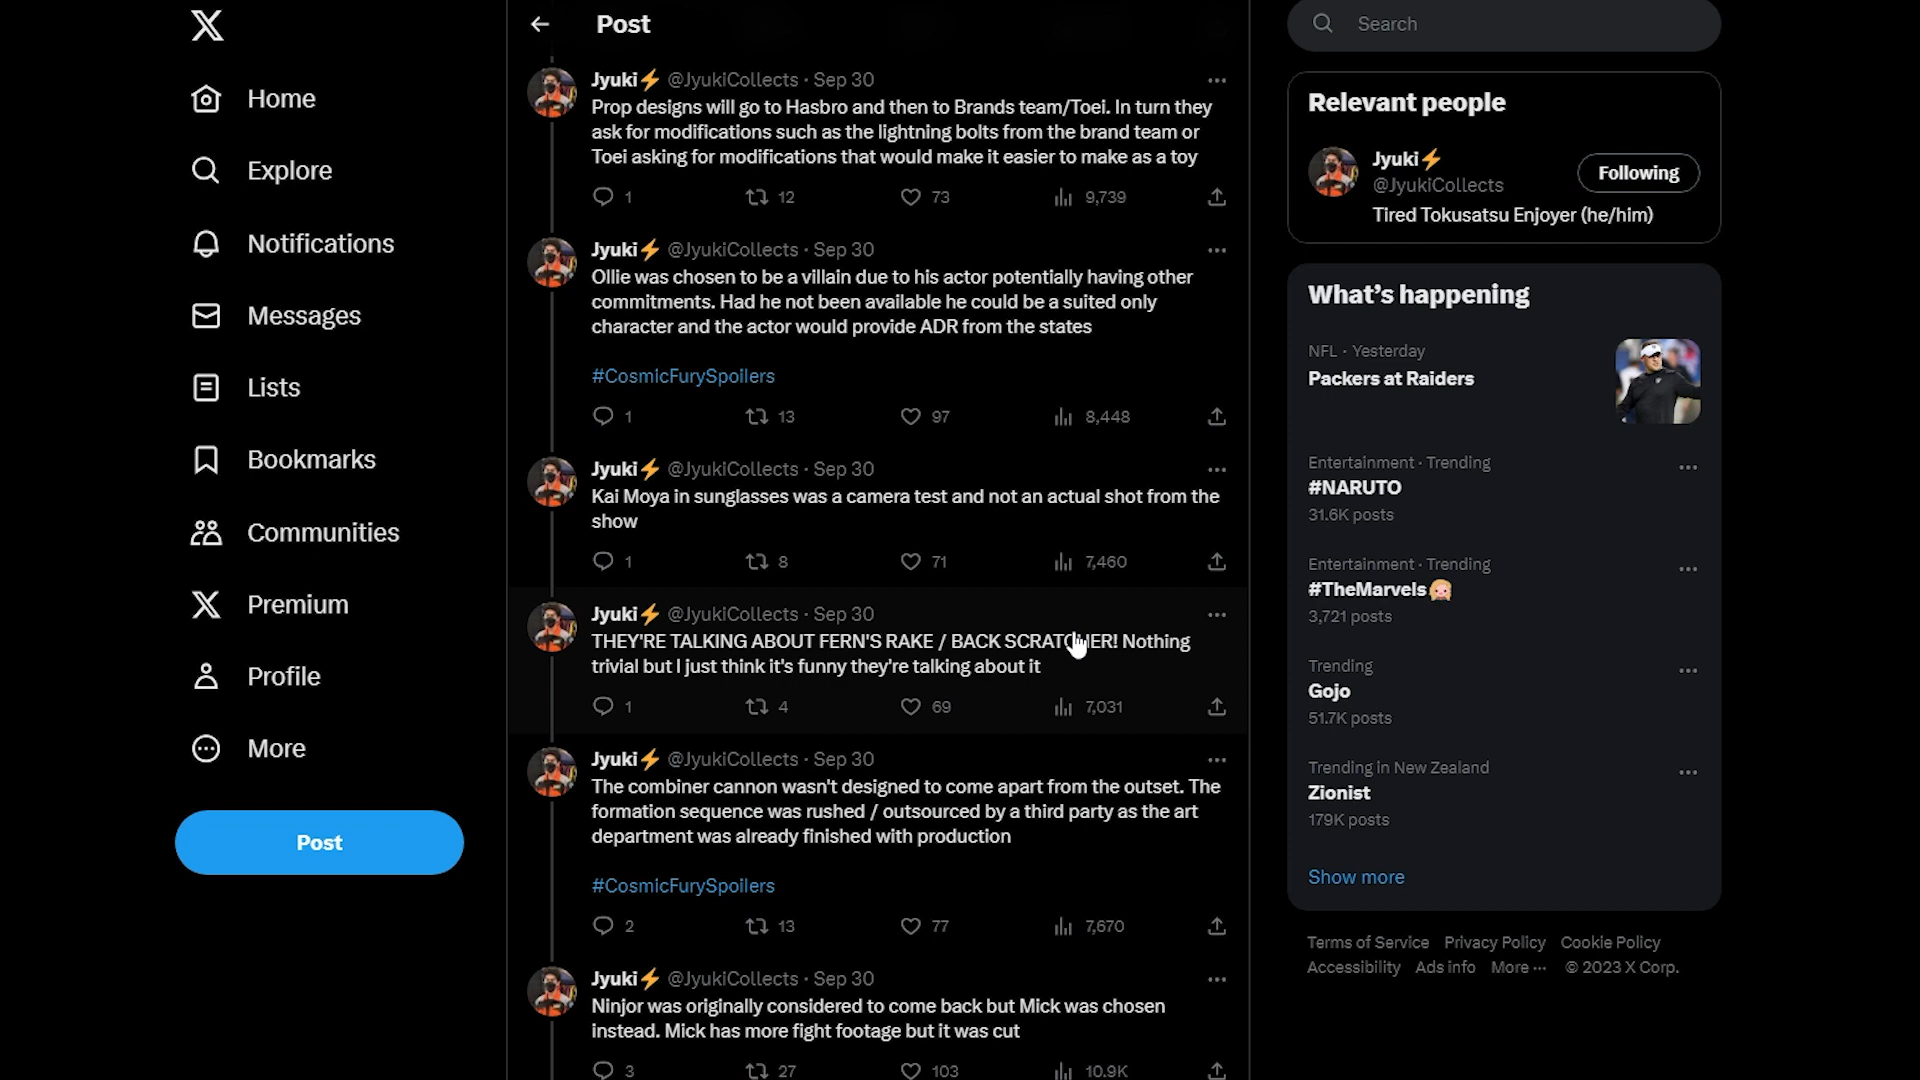 Home
Explore
Notifications
Messages
Lists
Bookmarks
Communities
Premium
Profile
More
Post
Post
Jyuki⚡ @JyukiCollects · Sep 30
Prop designs will go to Hasbro and then to Brands team/Toei. In turn they
ask for modifications such as the lightning bolts from the brand team or
Toei asking for modifications that would make it easier to make as a toy
1 12 73 9,739
Jyuki⚡ @JyukiCollects · Sep 30
Ollie was chosen to be a villain due to his actor potentially having other
commitments. Had he not been available he could be a suited only
character and the actor would provide ADR from the states
#CosmicFurySpoilers
1 13 97 8,448
Jyuki⚡ @JyukiCollects · Sep 30
Kai Moya in sunglasses was a camera test and not an actual shot from the
show
1 8 71 7,460
Jyuki⚡ @JyukiCollects · Sep 30
THEY'RE TALKING ABOUT FERN'S RAKE / BACK SCRATCHER! Nothing
trivial but I just think it's funny they're talking about it
1 4 69 7,031
Jyuki⚡ @JyukiCollects · Sep 30
The combiner cannon wasn't designed to come apart from the outset. The
formation sequence was rushed / outsourced by a third party as the art
department was already finished with production
#CosmicFurySpoilers
2 13 77 7,670
Jyuki⚡ @JyukiCollects · Sep 30
Ninjor was originally considered to come back but Mick was chosen
instead. Mick has more fight footage but it was cut
3 27 103 10.9K
Search
Relevant people
Jyuki⚡
@JyukiCollects
Following
Tired Tokusatsu Enjoyer (he/him)
What's happening
NFL · Yesterday
Packers at Raiders
Entertainment · Trending
#NARUTO
31.6K posts
Entertainment · Trending
#TheMarvels
3,721 posts
Trending
Gojo
51.7K posts
Trending in New Zealand
Zionist
179K posts
Show more
Terms of Service Privacy Policy Cookie Policy
Accessibility Ads info More ··· © 2023 X Corp.